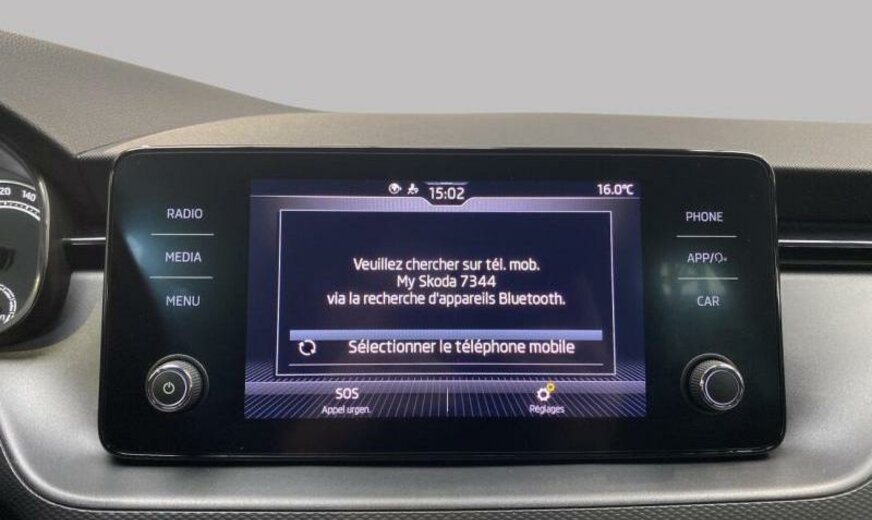 15:02
16.0°C
RADIO
MEDIA
MENU
Veuillez chercher sur tél. mob.
My Skoda 7344
via la recherche d'appareils Bluetooth.
Sélectionner le téléphone mobile
SOS
Appel urgen.
Réglages
PHONE
APP/
CAR
20
140